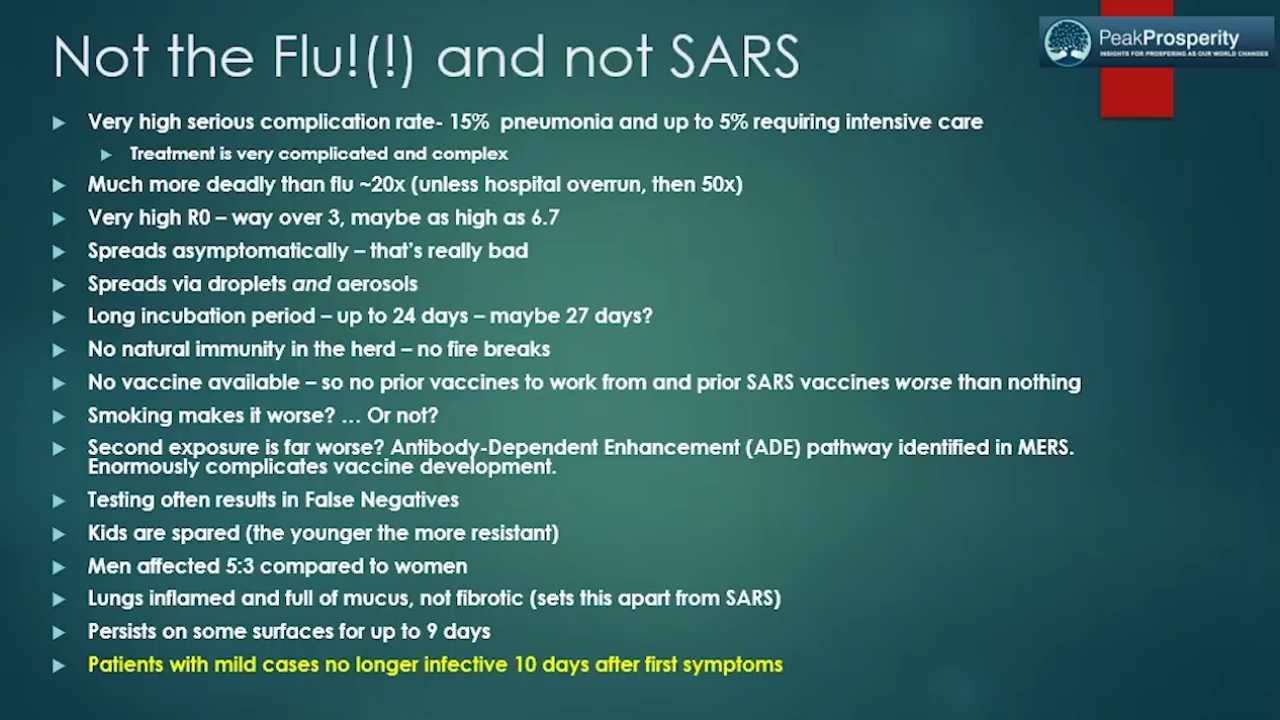 Not the Flu!(!) and not SARS
PeakProsperity
INSIGHTS FOR PROSPERING AS OUR WORLD CHANGES
Very high serious complication rate- 15%  pneumonia and up to 5% requiring intensive care
Treatment is very complicated and complex
Much more deadly than flu ~20x (unless hospital overrun, then 50x)
Very high R0 – way over 3, maybe as high as 6.7
Spreads asymptomatically – that's really bad
Spreads via droplets and aerosols
Long incubation period – up to 24 days – maybe 27 days?
No natural immunity in the herd – no fire breaks
No vaccine available – so no prior vaccines to work from and prior SARS vaccines worse than nothing
Smoking makes it worse? … Or not?
Second exposure is far worse? Antibody-Dependent Enhancement (ADE) pathway identified in MERS.
Enormously complicates vaccine development.
Testing often results in False Negatives
Kids are spared (the younger the more resistant)
Men affected 5:3 compared to women
Lungs inflamed and full of mucus, not fibrotic (sets this apart from SARS)
Persists on some surfaces for up to 9 days
Patients with mild cases no longer infective 10 days after first symptoms